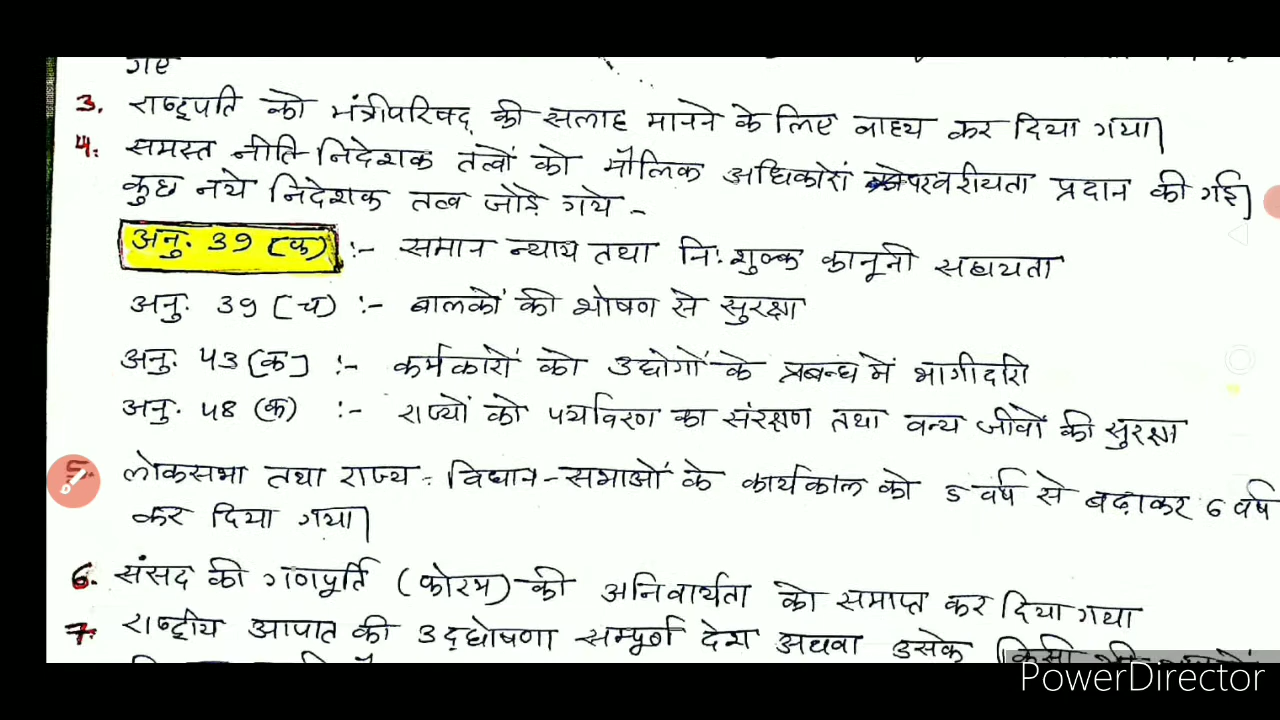 गए
3. राष्ट्रपति को मंत्रीपरिषद् की सलाह मानने के लिए वाध्य कर दिया गया|
4. समस्त नीति-निदेशक तत्वों को मौलिक अधिकारों परवरीयता प्रदान की गई|
कुछ नये निदेशक तत्व जोड़े गये -
अनु. 39 (क) :- समान न्याय तथा निःशुल्क कानूनी सहायता
अनु. 39 (च) :- बालकों की शोषण से सुरक्षा
अनु. 43 (क] :- कर्मकारों को उद्योगों के प्रबन्ध में भागीदारी
अनु. 48 (क) :- राज्यों को पर्यावरण का संरक्षण तथा वन्य जीवों की सुरक्षा
लोकसभा तथा राज्य - विधान-सभाओं के कार्यकाल को 5 वर्ष से बढ़ाकर 6 वर्ष
कर दिया गया|
6. संसद की गणपूर्ति (कोरम) की अनिवार्यता को समाप्त कर दिया गया
7. राष्ट्रीय आपात की उद्घोषणा सम्पूर्ण देश अथवा उसके किसी
PowerDirector